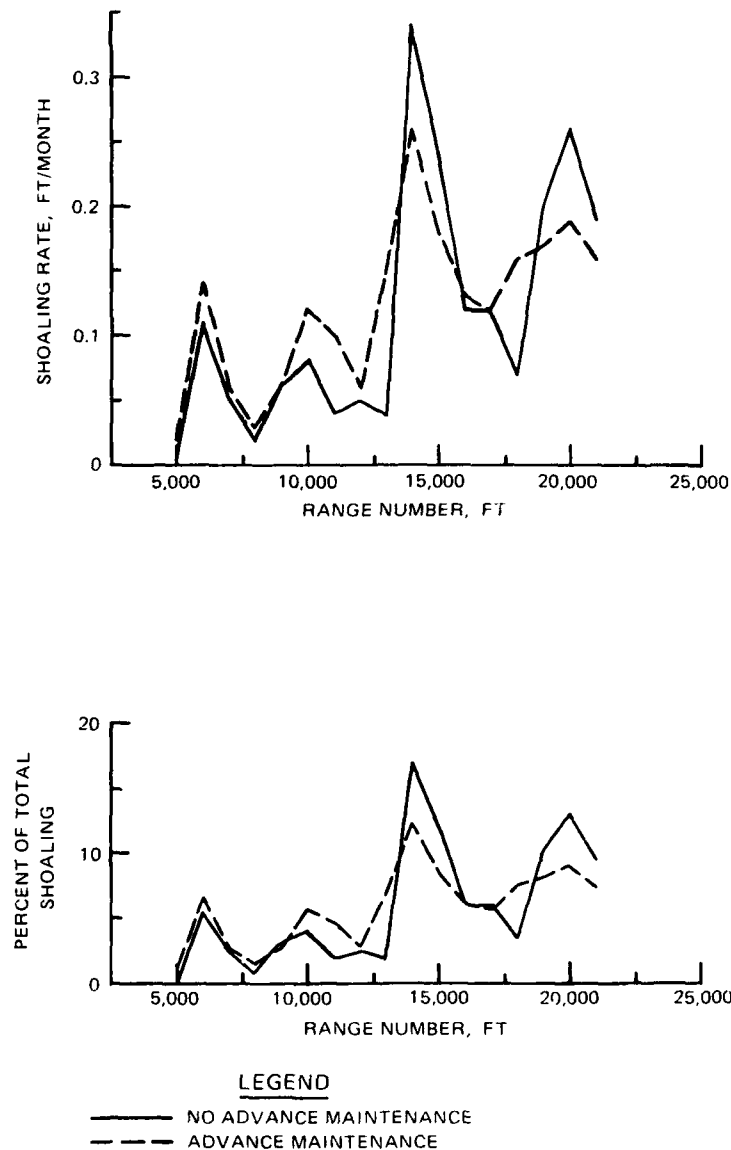 0.3
0.2
0.1
0
SHOALING RATE, FT/MONTH
5,000 10,000 15,000 20,000 25,000
RANGE NUMBER, FT
20
10
0
PERCENT OF TOTAL
SHOALING
5,000 10,000 15,000 20,000 25,000
RANGE NUMBER, FT
LEGEND
NO ADVANCE MAINTENANCE
ADVANCE MAINTENANCE